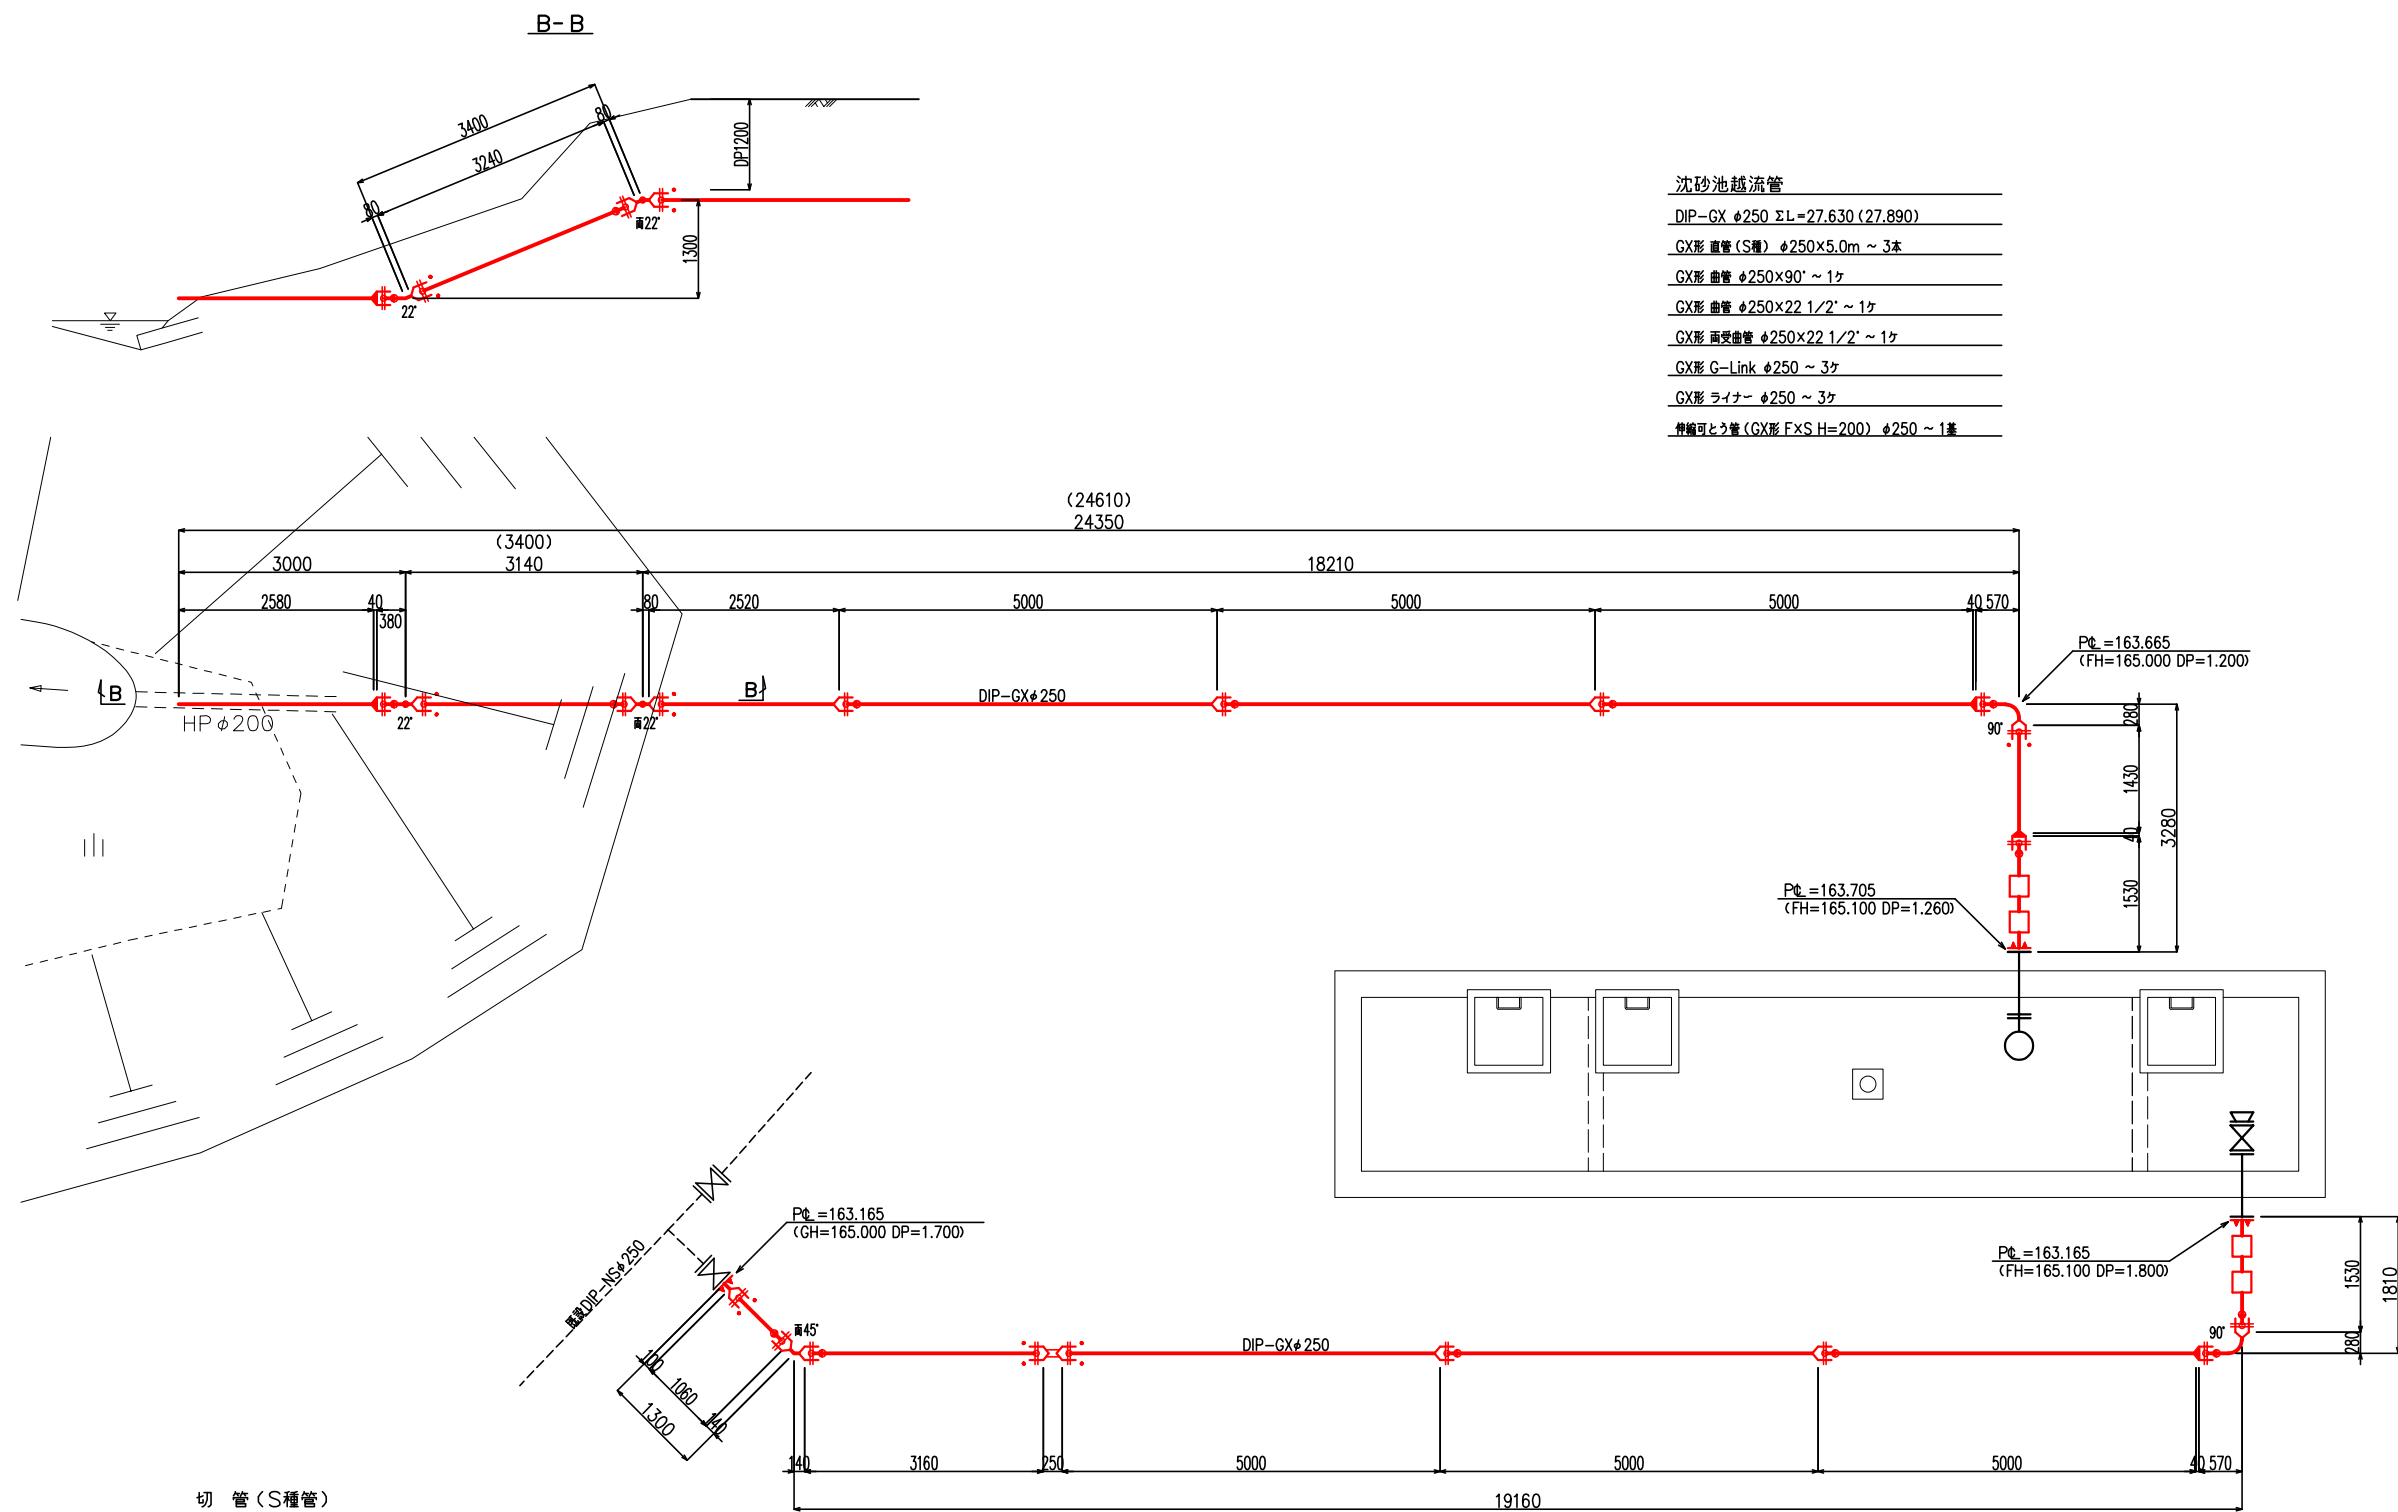 B-B
3400
80
3240
80
DP1200
両22°
1300
22°
沈砂池越流管
DIP-GX φ250 ΣL=27.630 (27.890)
GX形 直管 (S種) φ250×5.0m ~ 3本
GX形 曲管 φ250×90° ~ 1ケ
GX形 曲管 φ250×22 1/2° ~ 1ケ
GX形 両受曲管 φ250×22 1/2° ~ 1ケ
GX形 G-Link φ250 ~ 3ケ
GX形 ライナー φ250 ~ 3ケ
伸縮可とう管 (GX形 F×S H=200) φ250 ~ 1基
(24610)
24350
(3400)
3000 3140 18210
2580 40 380 80 2520 5000 5000 5000 40 570
P℄=163.665
(FH=165.000 DP=1.200)
B B
DIP-GXφ250
HPφ200
22° 両22° 90°
280
1430
40
3280
1530
P℄=163.705
(FH=165.100 DP=1.260)
P℄=163.165
(GH=165.000 DP=1.700)
既設DIP-NSφ250
P℄=163.165
(FH=165.100 DP=1.800)
1530
1810
280
両45°
DIP-GXφ250
90°
100
1060
140
1300
140 3160 250 5000 5000 5000 40 570
19160
切 管 (S種管)